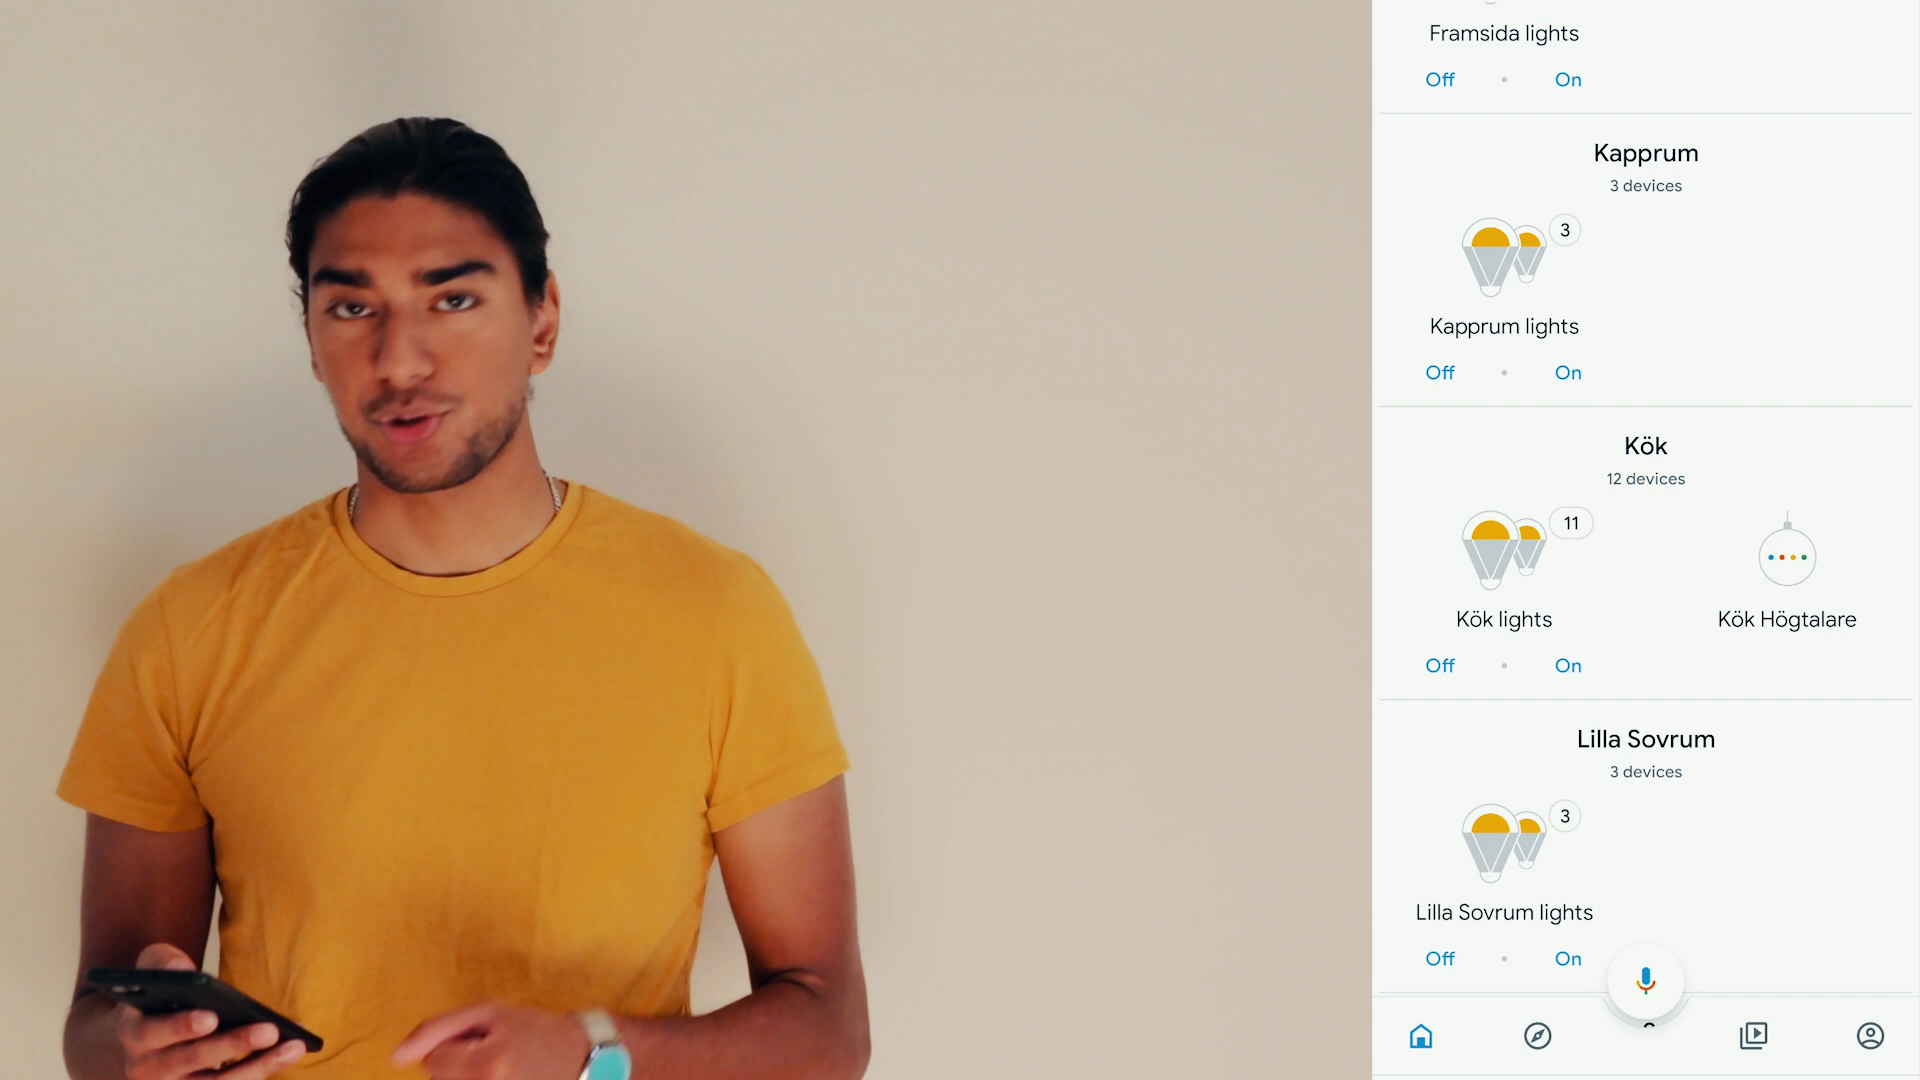 Framsida lights
Off • On
Kapprum
3 devices
3
Kapprum lights
Off • On
Kök
12 devices
11
Kök lights
Kök Högtalare
Off • On
Lilla Sovrum
3 devices
3
Lilla Sovrum lights
Off • On